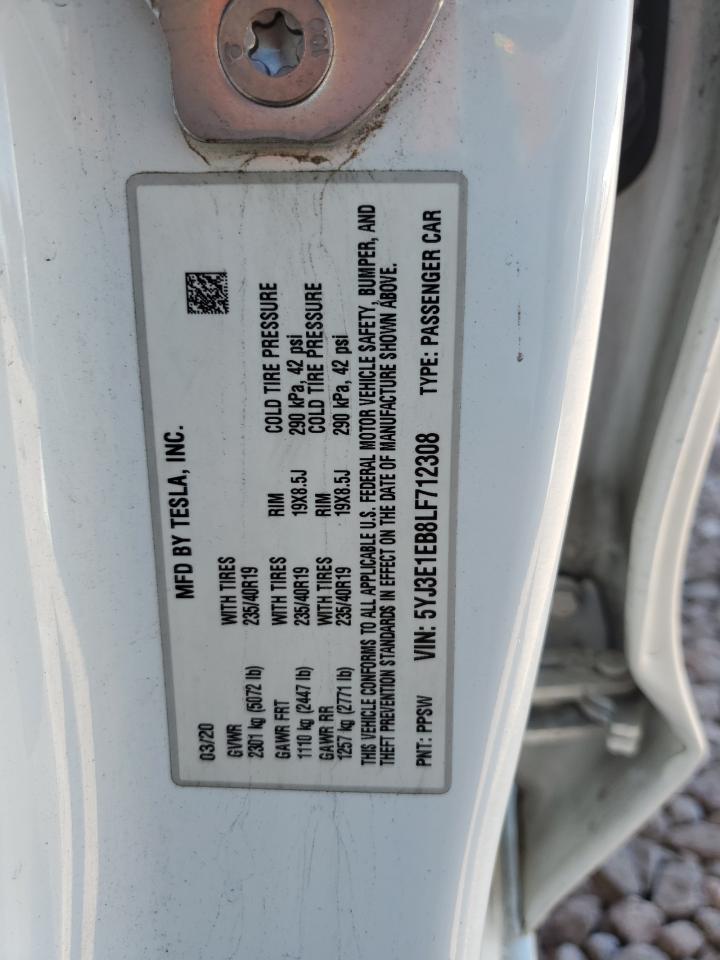 MFD BY TESLA, INC.
03/20
GVWR WITH TIRES
2301 kg (5072 lb) 235/40R19
GAWR FRT RIM COLD TIRE PRESSURE
1110 kg (2447 lb) 235/40R19 19X8.5J 290 kPa, 42 psi
GAWR RR RIM COLD TIRE PRESSURE
1257 kg (2771 lb) 235/40R19 19X8.5J 290 kPa, 42 psi
THIS VEHICLE CONFORMS TO ALL APPLICABLE U.S. FEDERAL MOTOR VEHICLE SAFETY, BUMPER, AND
THEFT PREVENTION STANDARDS IN EFFECT ON THE DATE OF MANUFACTURE SHOWN ABOVE.
PNT: PPSW VIN: 5YJ3E1EB8LF712308 TYPE: PASSENGER CAR